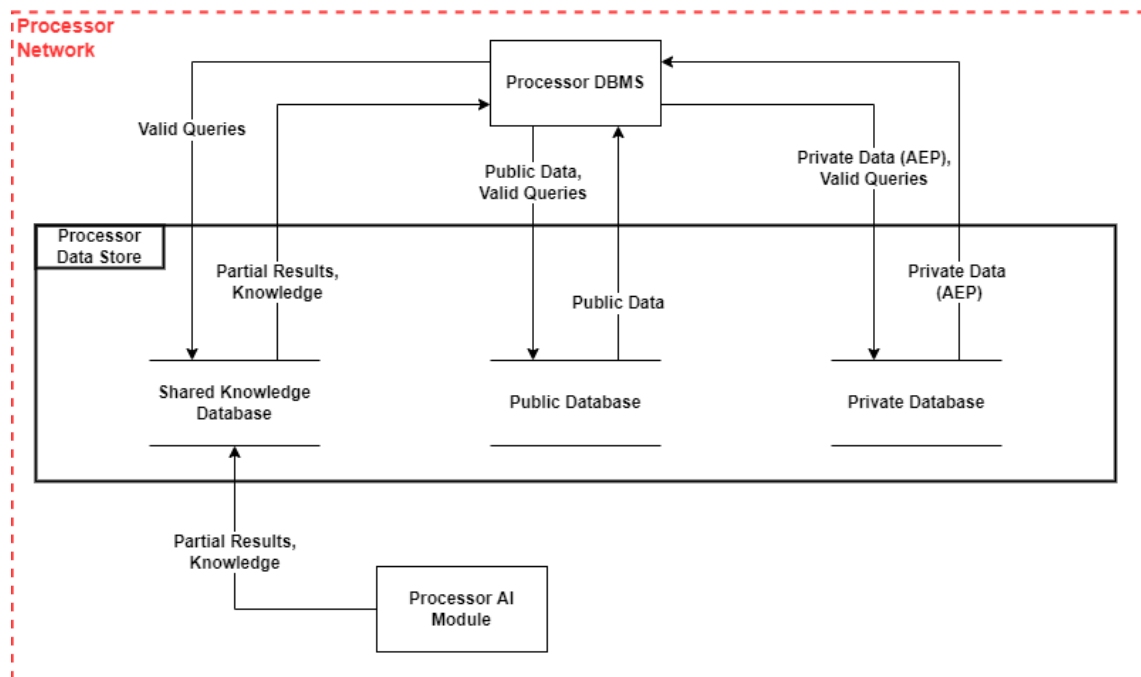 Processor
Network
Processor DBMS
Valid Queries
Public Data,
Valid Queries
Private Data (AEP),
Valid Queries
Processor
Data Store
Partial Results,
Knowledge
Public Data
Private Data
(AEP)
Shared Knowledge
Database
Public Database
Private Database
Partial Results,
Knowledge
Processor AI
Module